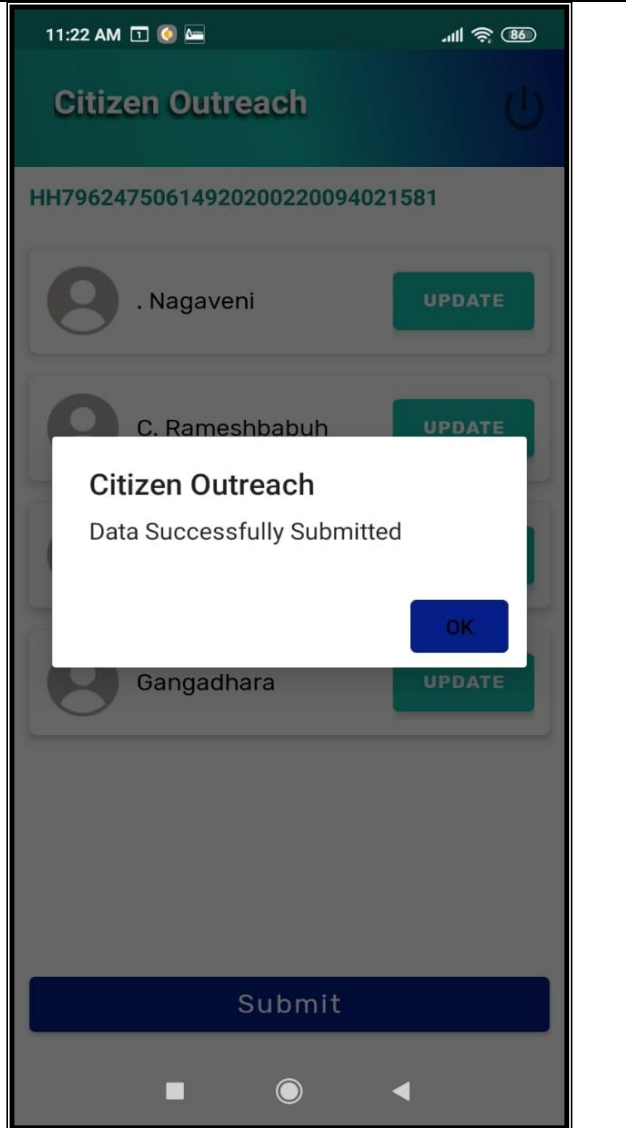 11:22 AM 1 86
Citizen Outreach
HH79624750614920200220094021581
. Nagaveni UPDATE
C. Rameshbabuh UPDATE
Citizen Outreach
Data Successfully Submitted
OK
Gangadhara UPDATE
Submit